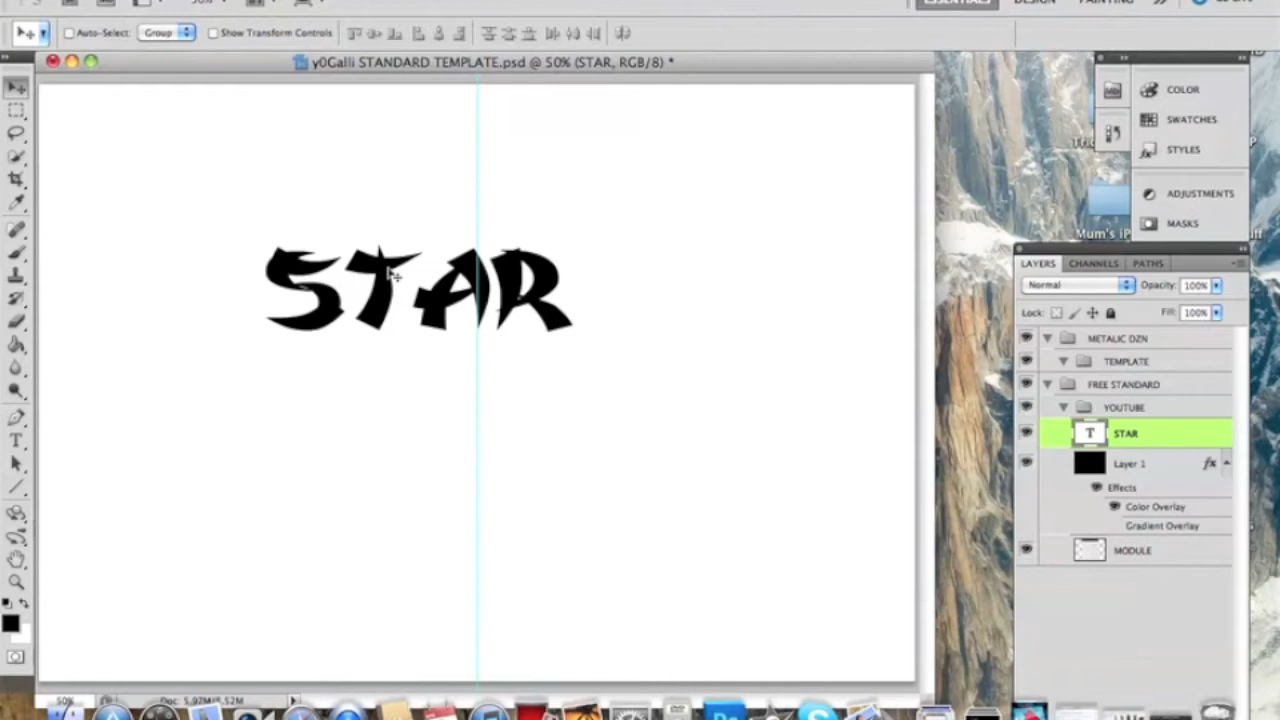 ESSENTIALS DESIGN PAINTING
Auto-Select: Group Show Transform Controls
y0Galli STANDARD TEMPLATE.psd @ 50% (STAR, RGB/8) *
STAR
COLOR
SWATCHES
STYLES
ADJUSTMENTS
MASKS
Mum's iP
LAYERS CHANNELS PATHS
Normal Opacity: 100%
Lock: Fill: 100%
METALIC DZN
TEMPLATE
FREE STANDARD
YOUTUBE
T STAR
Layer 1 fx
Effects
Color Overlay
Gradient Overlay
MODULE
50% Doc: 5.97M/5.52M